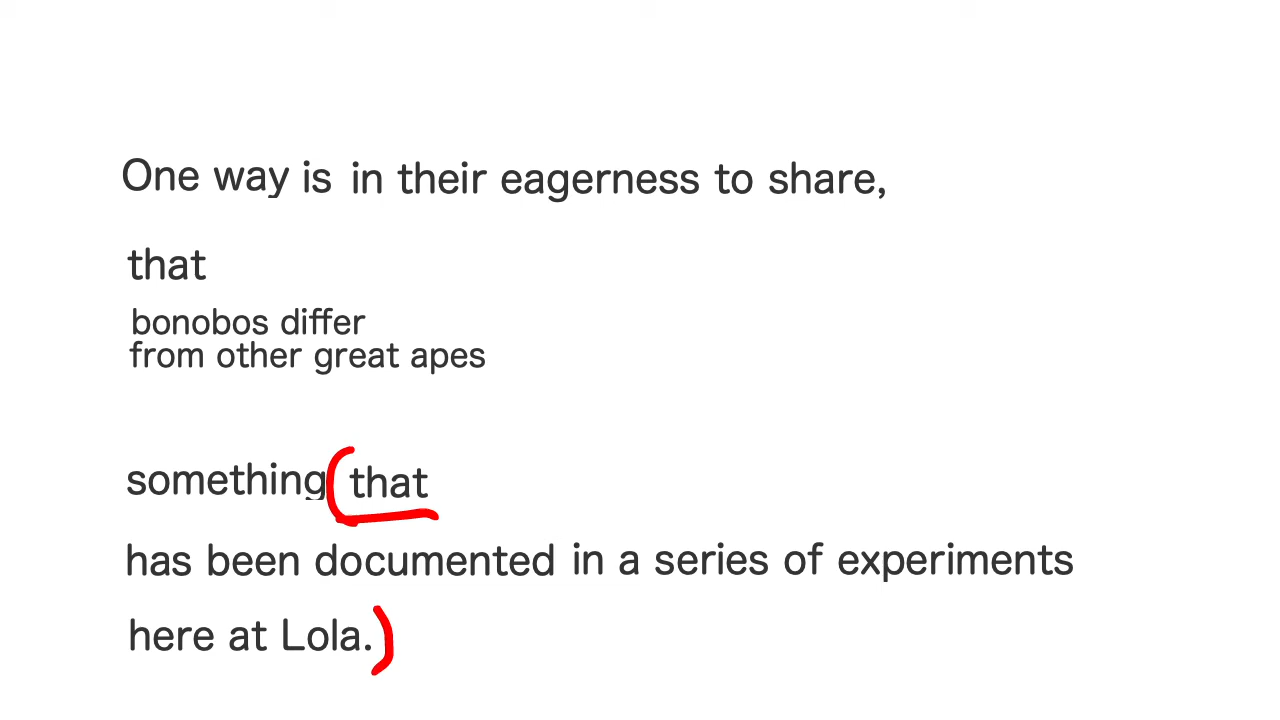 One way is in their eagerness to share,
that
bonobos differ
from other great apes
something (that
has been documented in a series of experiments
here at Lola.)